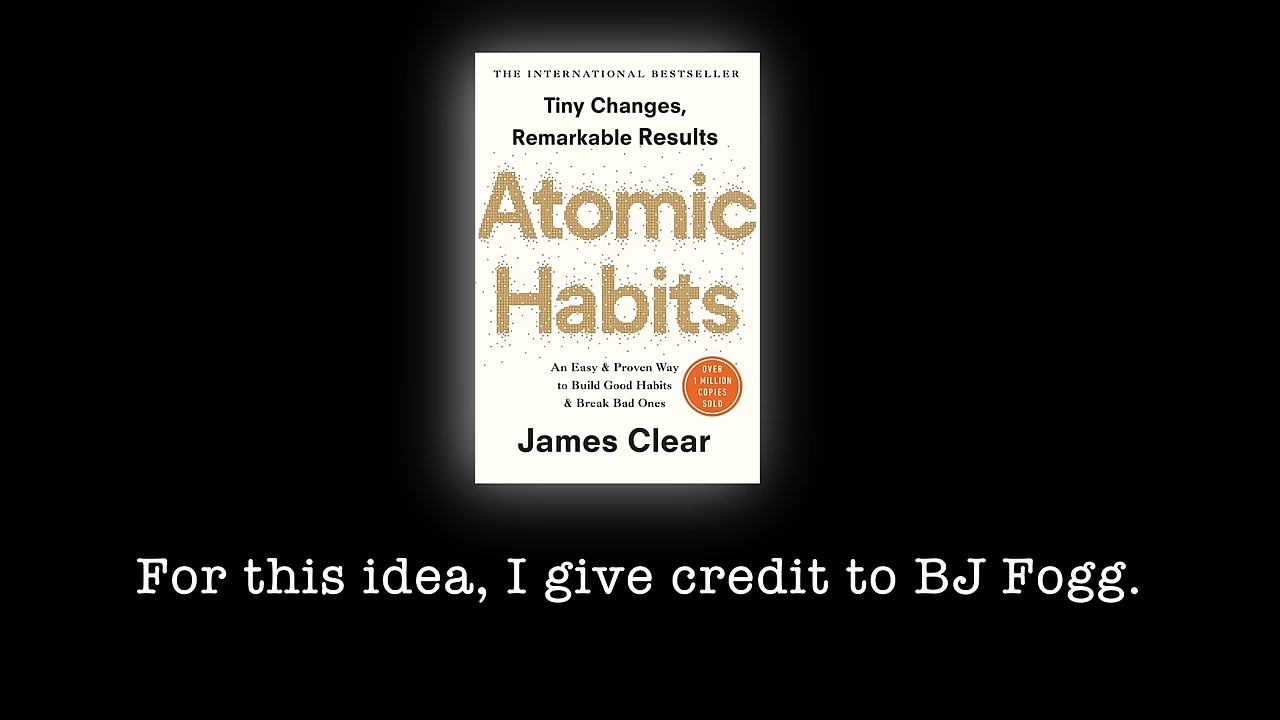 THE INTERNATIONAL BESTSELLER
Tiny Changes,
Remarkable Results
Atomic
Habits
An Easy & Proven Way
to Build Good Habits
& Break Bad Ones
OVER
1 MILLION
COPIES
SOLD
James Clear
For this idea, I give credit to BJ Fogg.